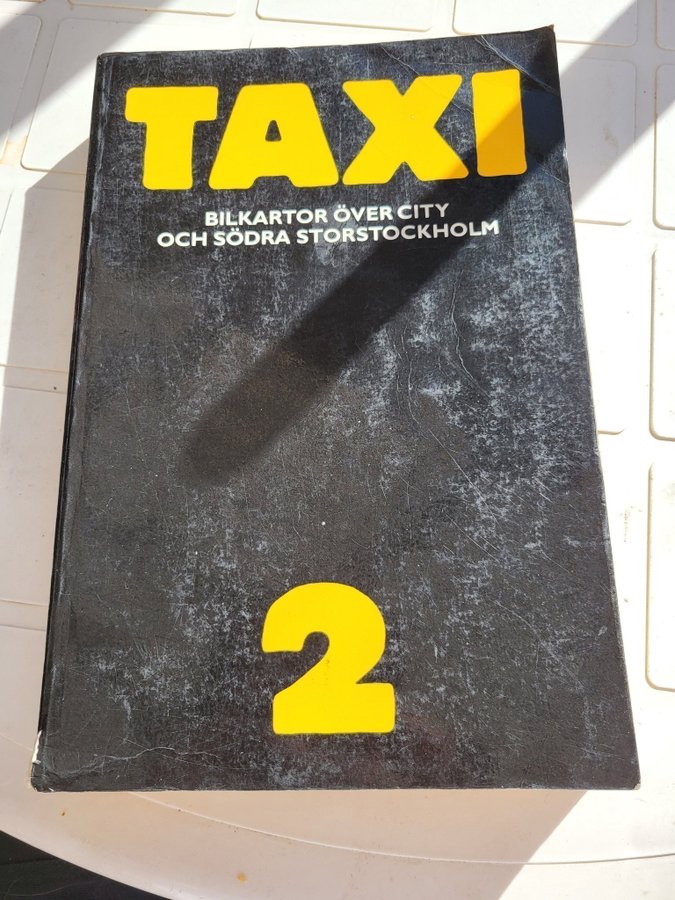 TAXI
BILKARTOR ÖVER CITY
OCH SÖDRA STORSTOCKHOLM
2